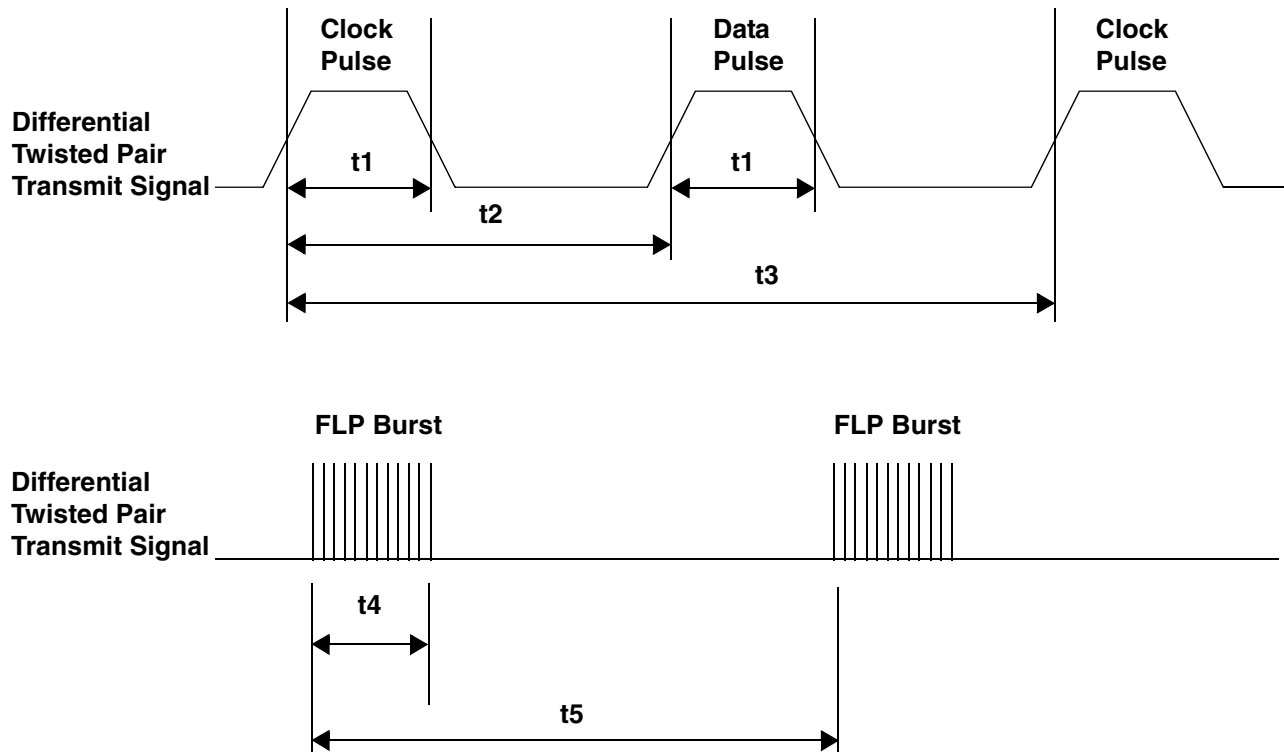 Clock
Pulse
Data
Pulse
Clock
Pulse
Differential
Twisted Pair
Transmit Signal
t1
t1
t2
t3
FLP Burst
FLP Burst
Differential
Twisted Pair
Transmit Signal
t4
t5